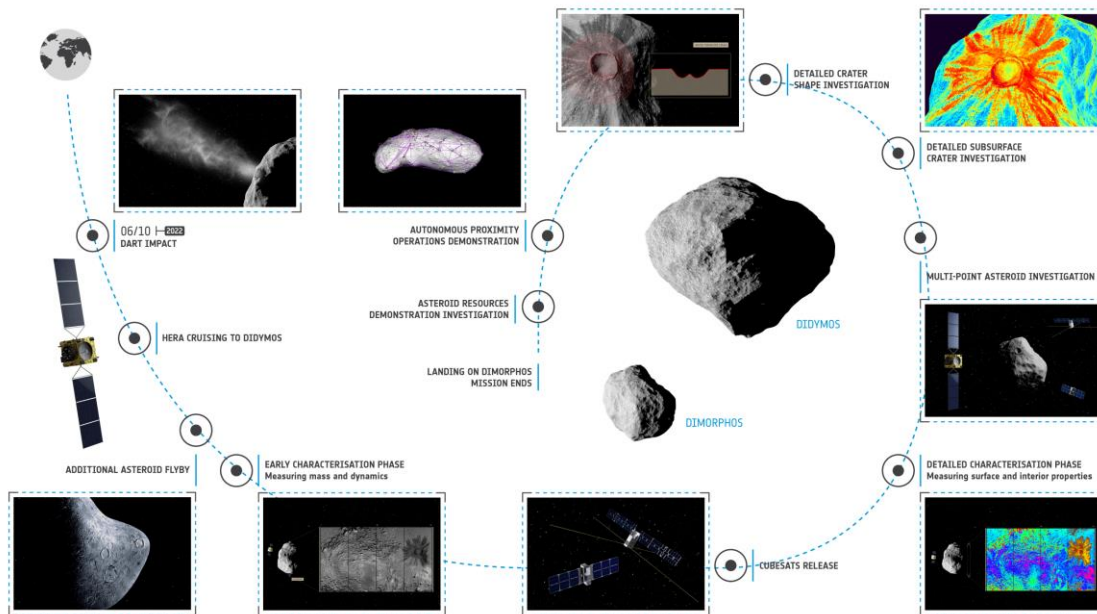 06/10 2022
DART IMPACT
HERA CRUISING TO DIDYMOS
ADDITIONAL ASTEROID FLYBY
EARLY CHARACTERISATION PHASE
Measuring mass and dynamics
CUBESATS RELEASE
DETAILED CHARACTERISATION PHASE
Measuring surface and interior properties
MULTI-POINT ASTEROID INVESTIGATION
DETAILED SUBSURFACE
CRATER INVESTIGATION
DETAILED CRATER
SHAPE INVESTIGATION
AUTONOMOUS PROXIMITY
OPERATIONS DEMONSTRATION
ASTEROID RESOURCES
DEMONSTRATION INVESTIGATION
LANDING ON DIMORPHOS
MISSION ENDS
DIDYMOS
DIMORPHOS